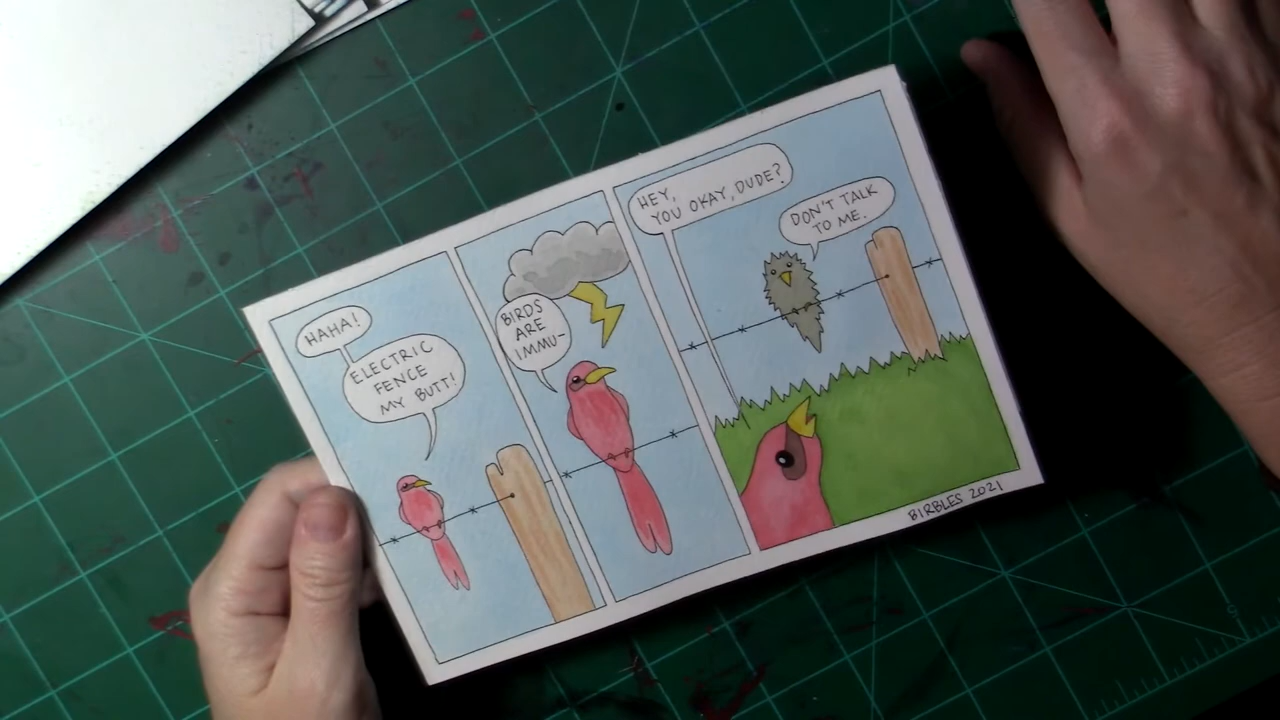 HAHA!
ELECTRIC
FENCE
MY BUTT!
BIRDS
ARE
IMMU-
HEY,
YOU OKAY, DUDE?
DON'T TALK
TO ME.
BIRBLES 2021